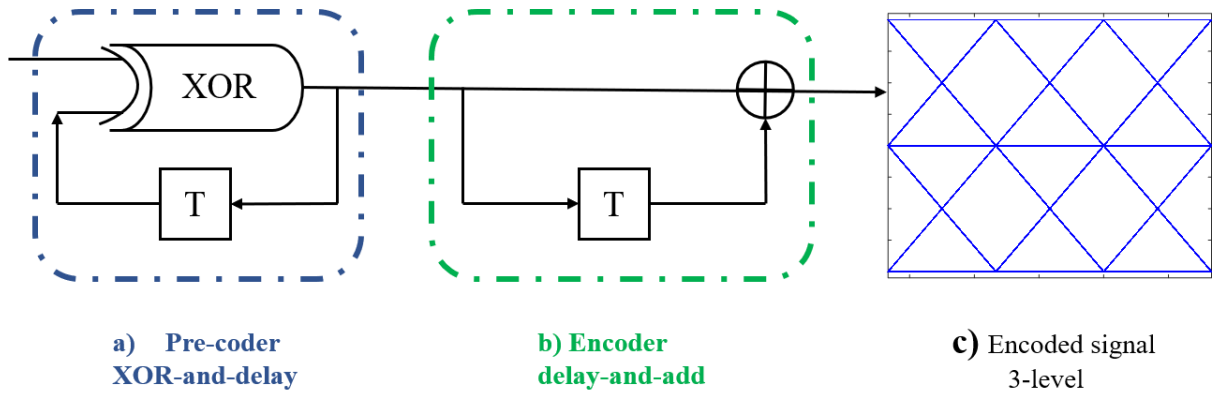 XOR
T
T
a) Pre-coder
XOR-and-delay
b) Encoder
delay-and-add
c) Encoded signal
3-level